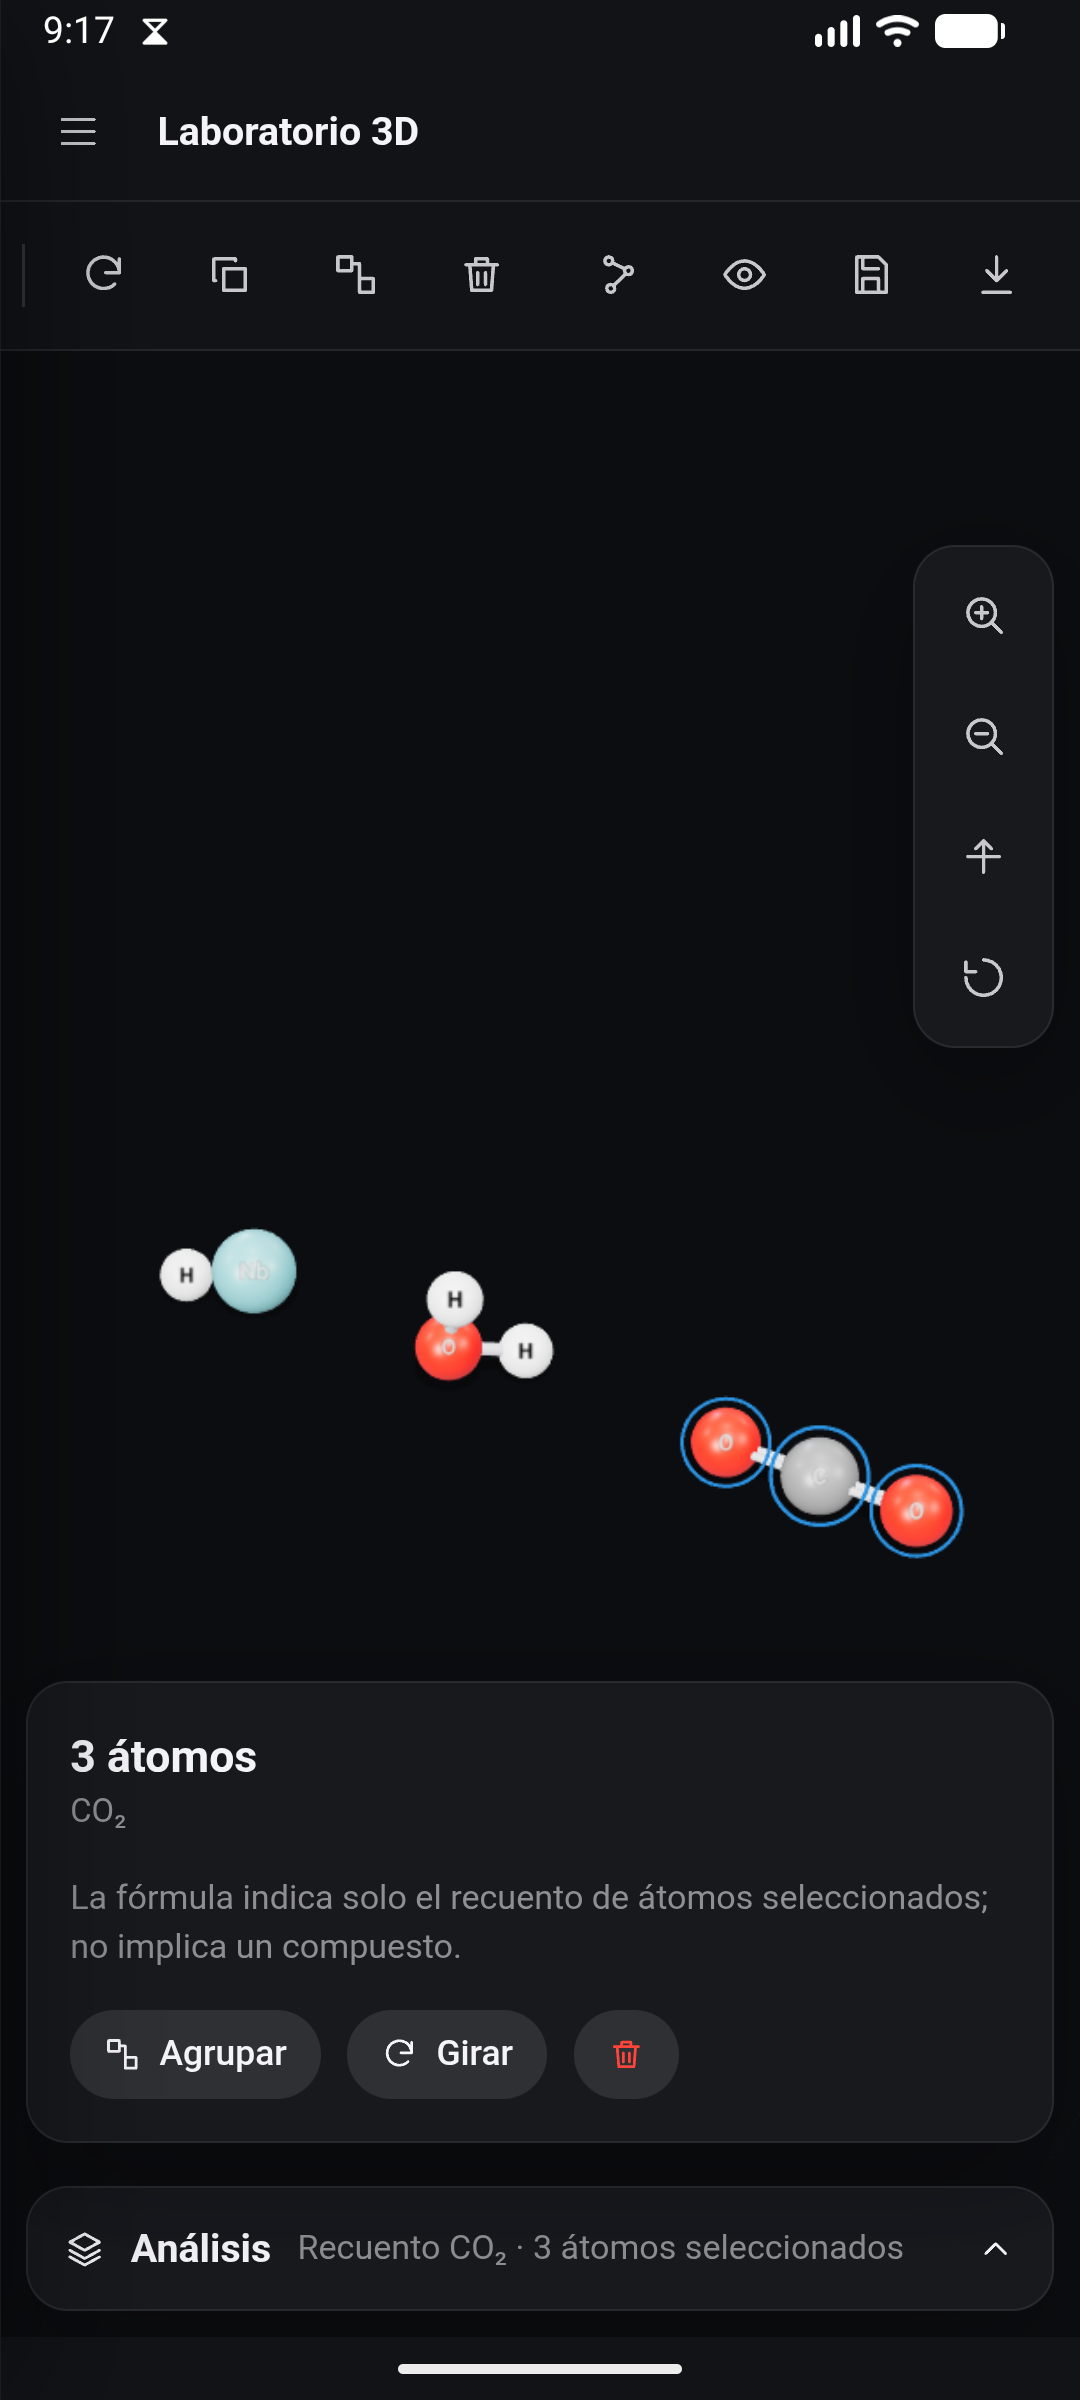 9:17
Laboratorio 3D
H Nb
H
O H
O C O
3 átomos
CO₂
La fórmula indica solo el recuento de átomos seleccionados;
no implica un compuesto.
Agrupar Girar
Análisis Recuento CO₂ · 3 átomos seleccionados